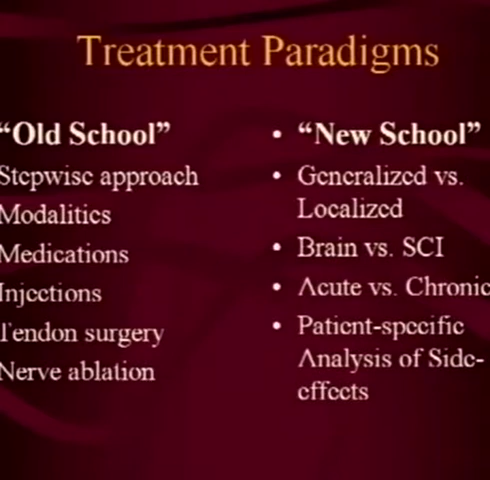 Treatment Paradigms
"Old School"
Stepwise approach
Modalities
Medications
Injections
Tendon surgery
Nerve ablation
• "New School"
• Generalized vs.
Localized
• Brain vs. SCI
• Acute vs. Chronic
• Patient-specific
Analysis of Side-
effects